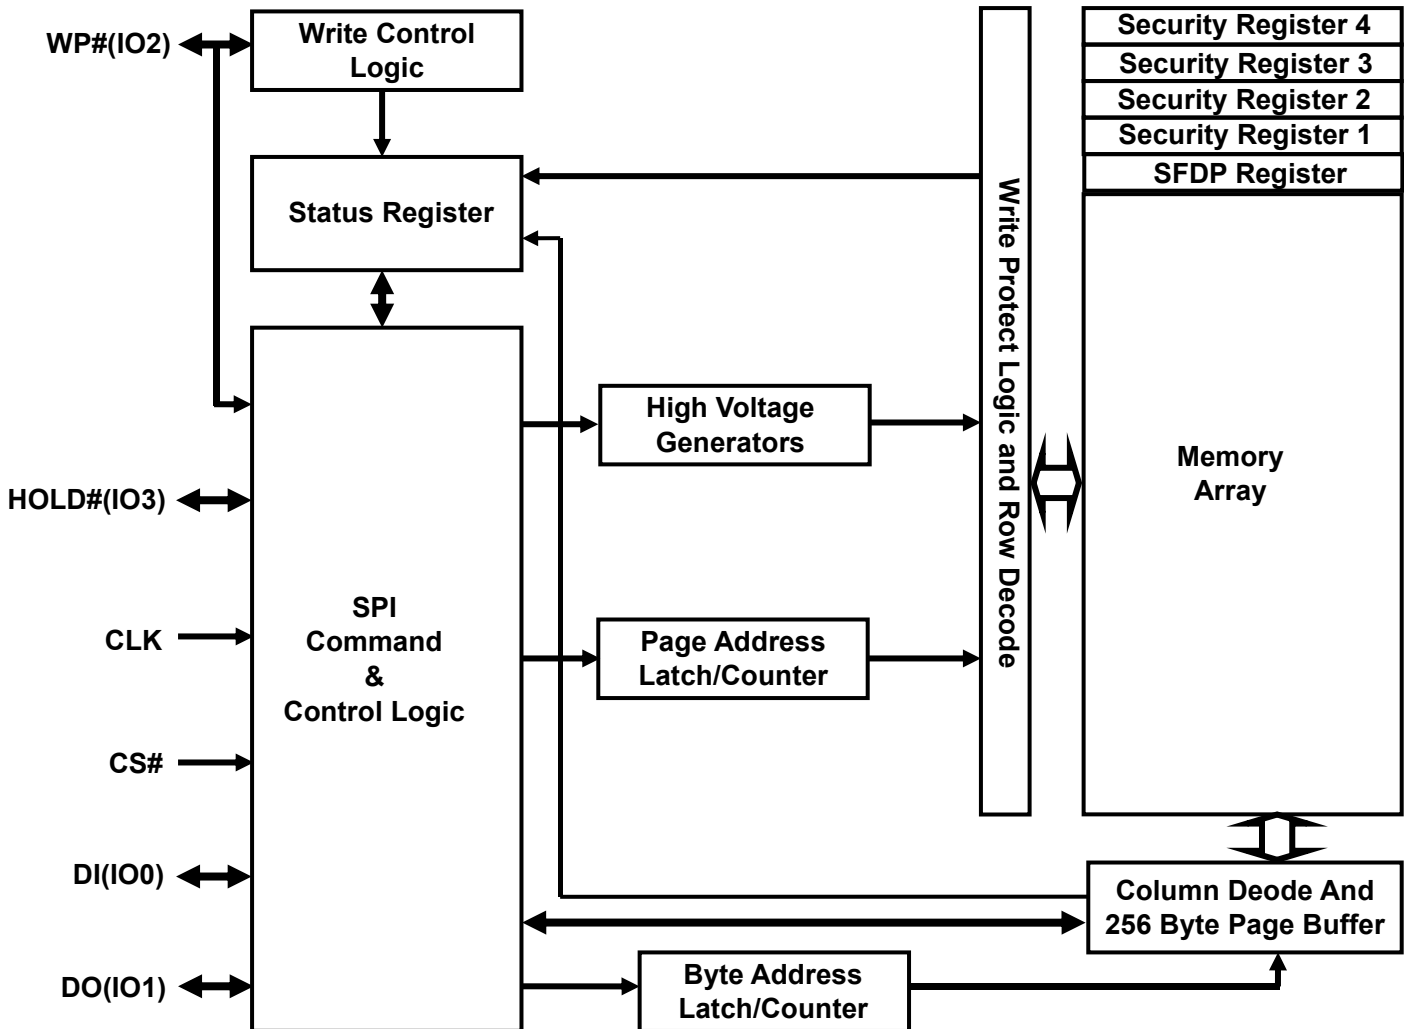 WP#(IO2)
Write Control
Logic
Status Register
HOLD#(IO3)
CLK
CS#
DI(IO0)
DO(IO1)
SPI
Command
&
Control Logic
High Voltage
Generators
Page Address
Latch/Counter
Byte Address
Latch/Counter
Write Protect Logic and Row Decode
Security Register 4
Security Register 3
Security Register 2
Security Register 1
SFDP Register
Memory
Array
Column Deode And
256 Byte Page Buffer